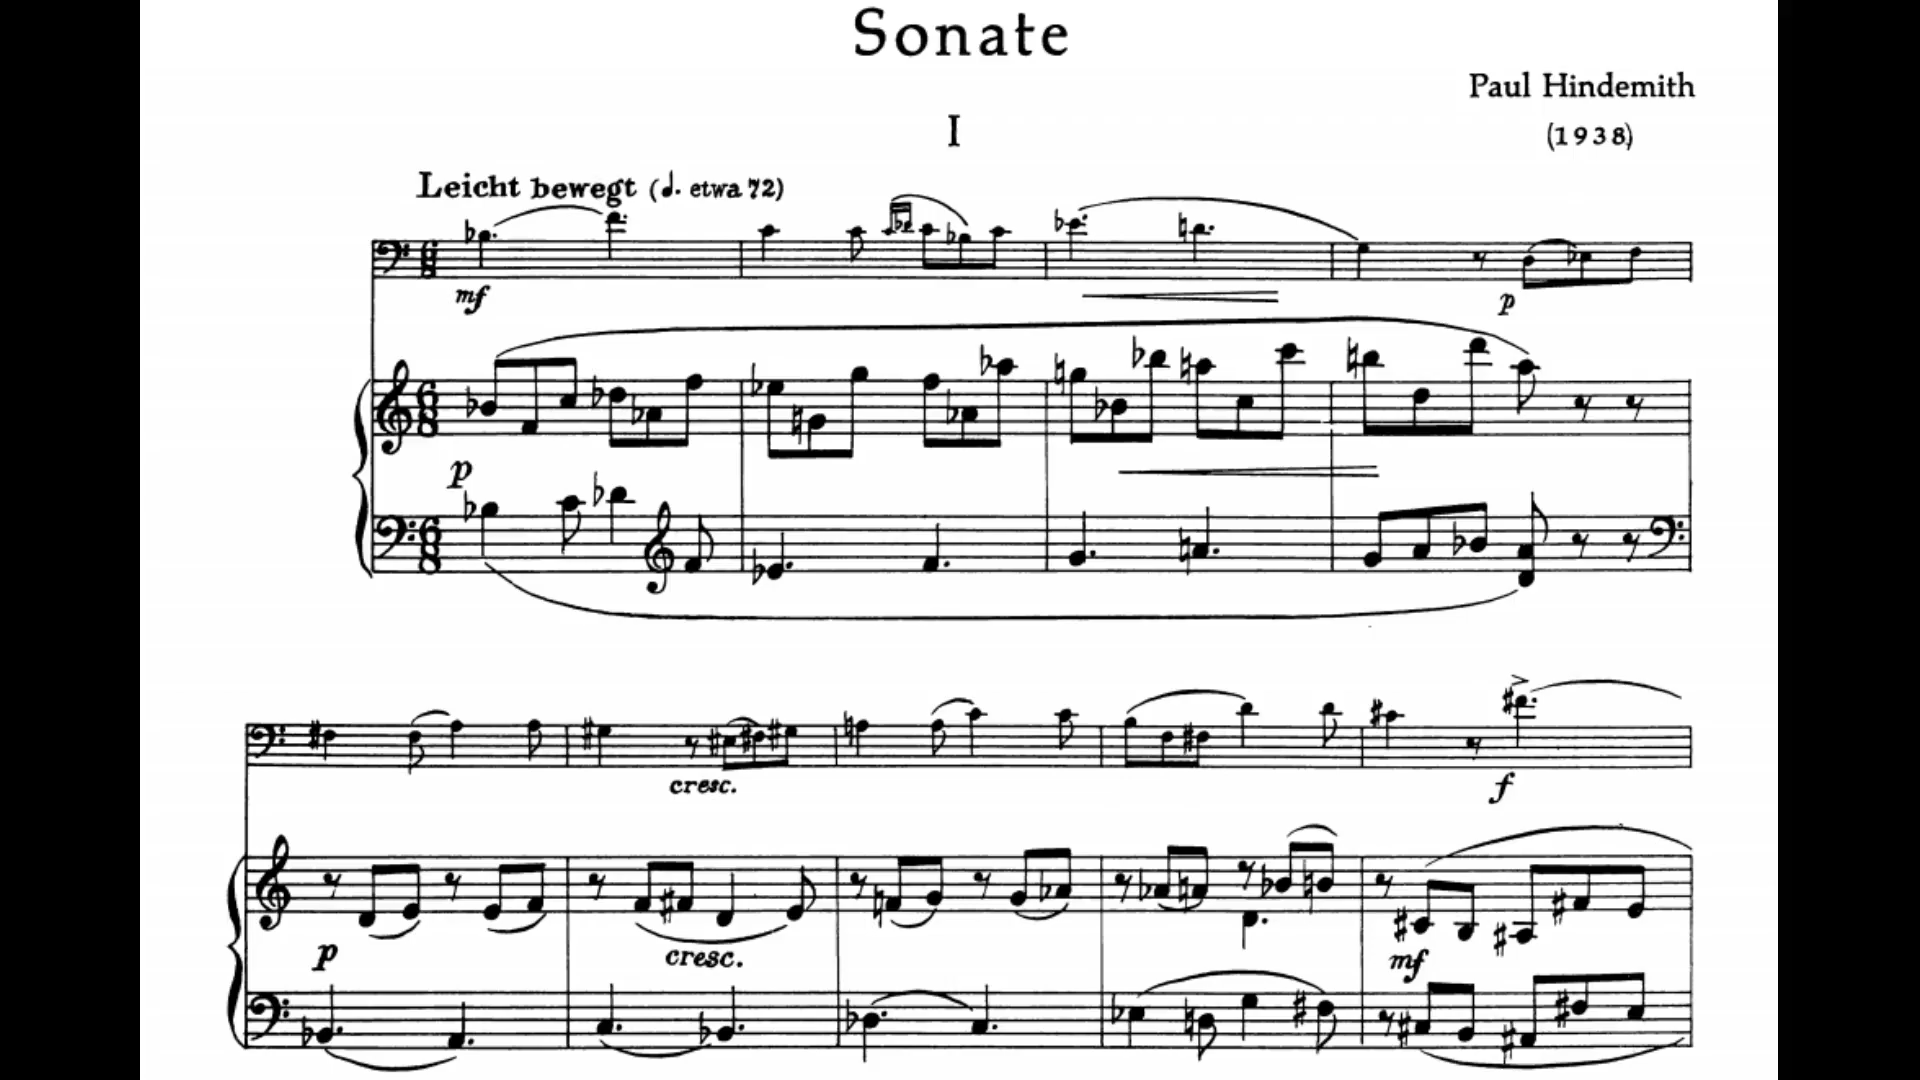 Sonate
Paul Hindemith
I
(1938)
Leicht bewegt (♩. etwa 72)
mf
p
p
cresc.
f
p
cresc.
mf